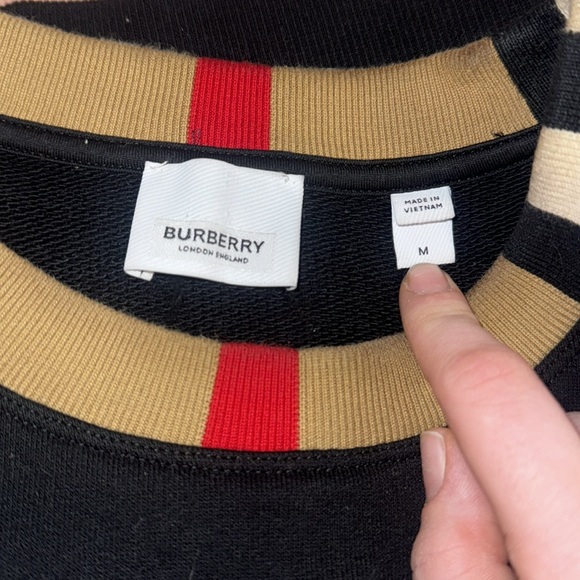 BURBERRY
LONDON ENGLAND
MADE IN
VIETNAM
M